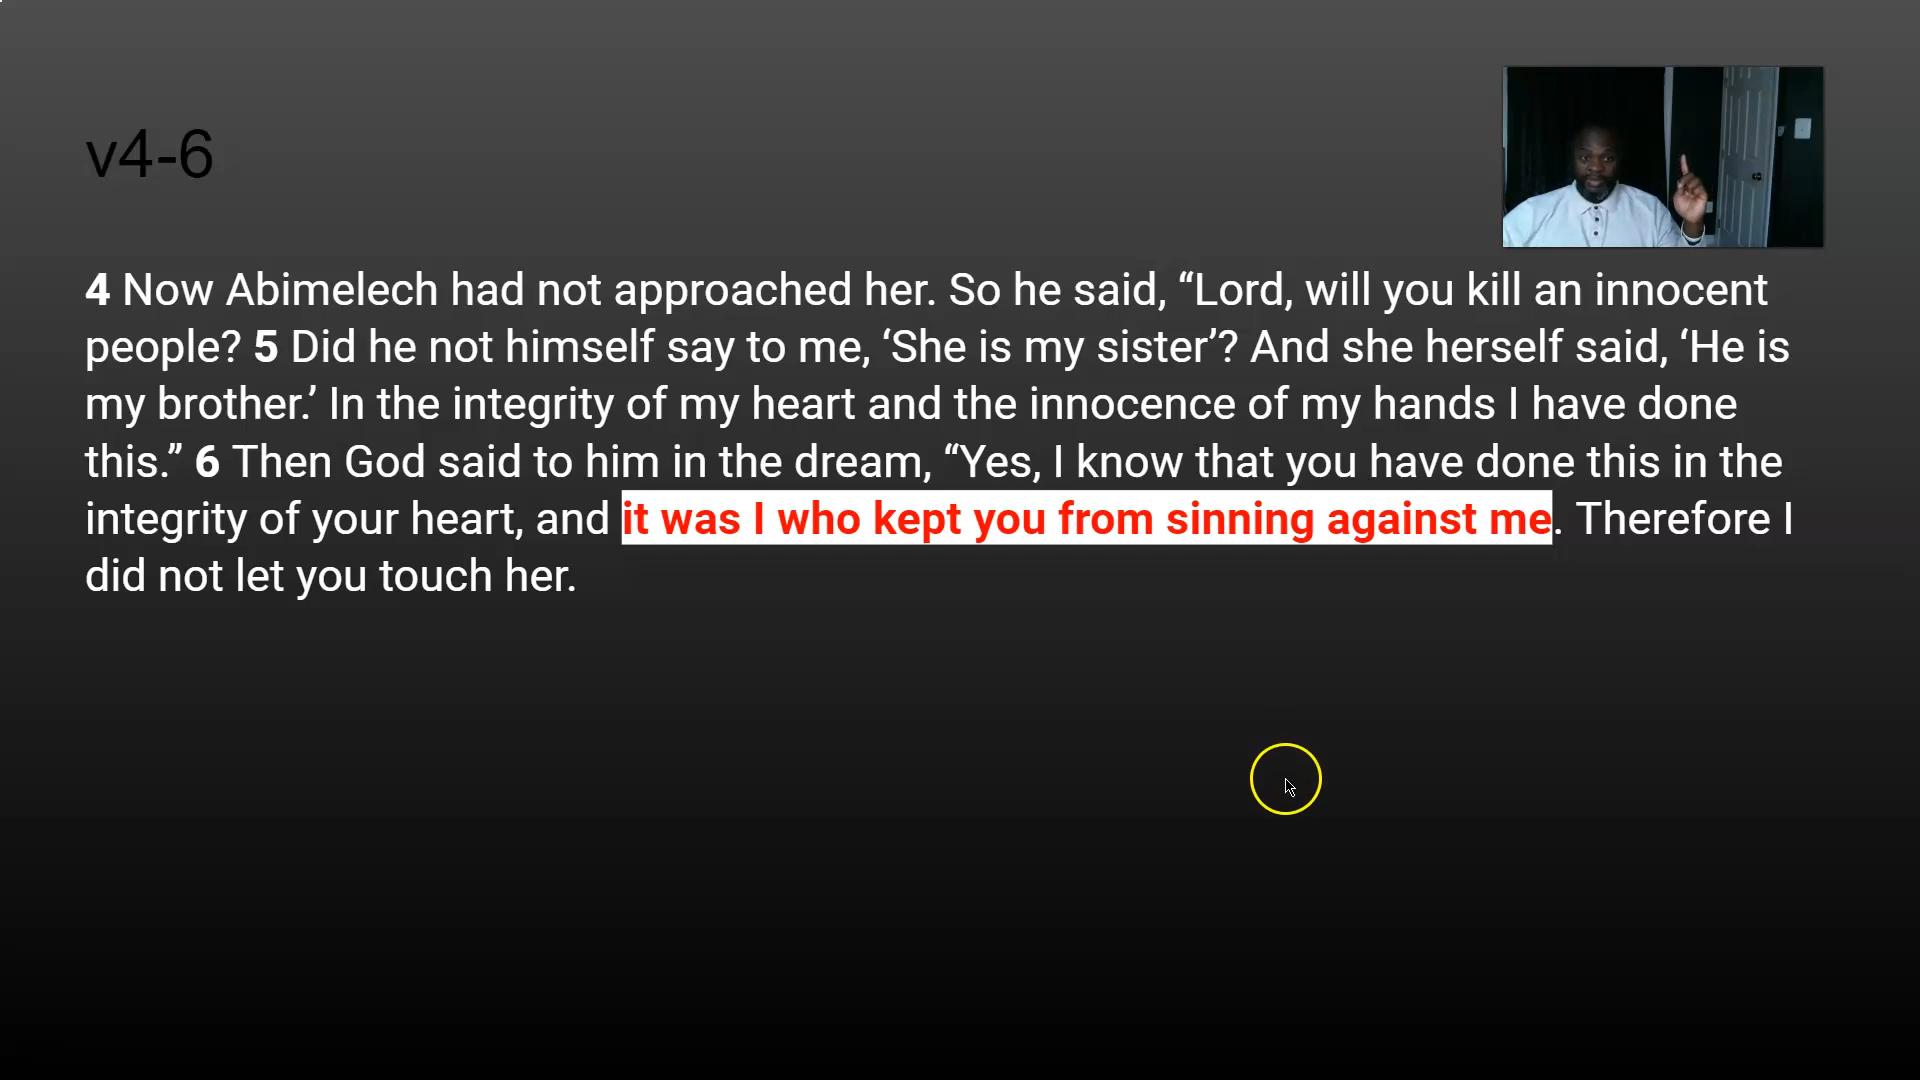 v4-6
4 Now Abimelech had not approached her. So he said, “Lord, will you kill an innocent
people? 5 Did he not himself say to me, ‘She is my sister’? And she herself said, ‘He is
my brother.’ In the integrity of my heart and the innocence of my hands I have done
this.” 6 Then God said to him in the dream, “Yes, I know that you have done this in the
integrity of your heart, and it was I who kept you from sinning against me. Therefore I
did not let you touch her.